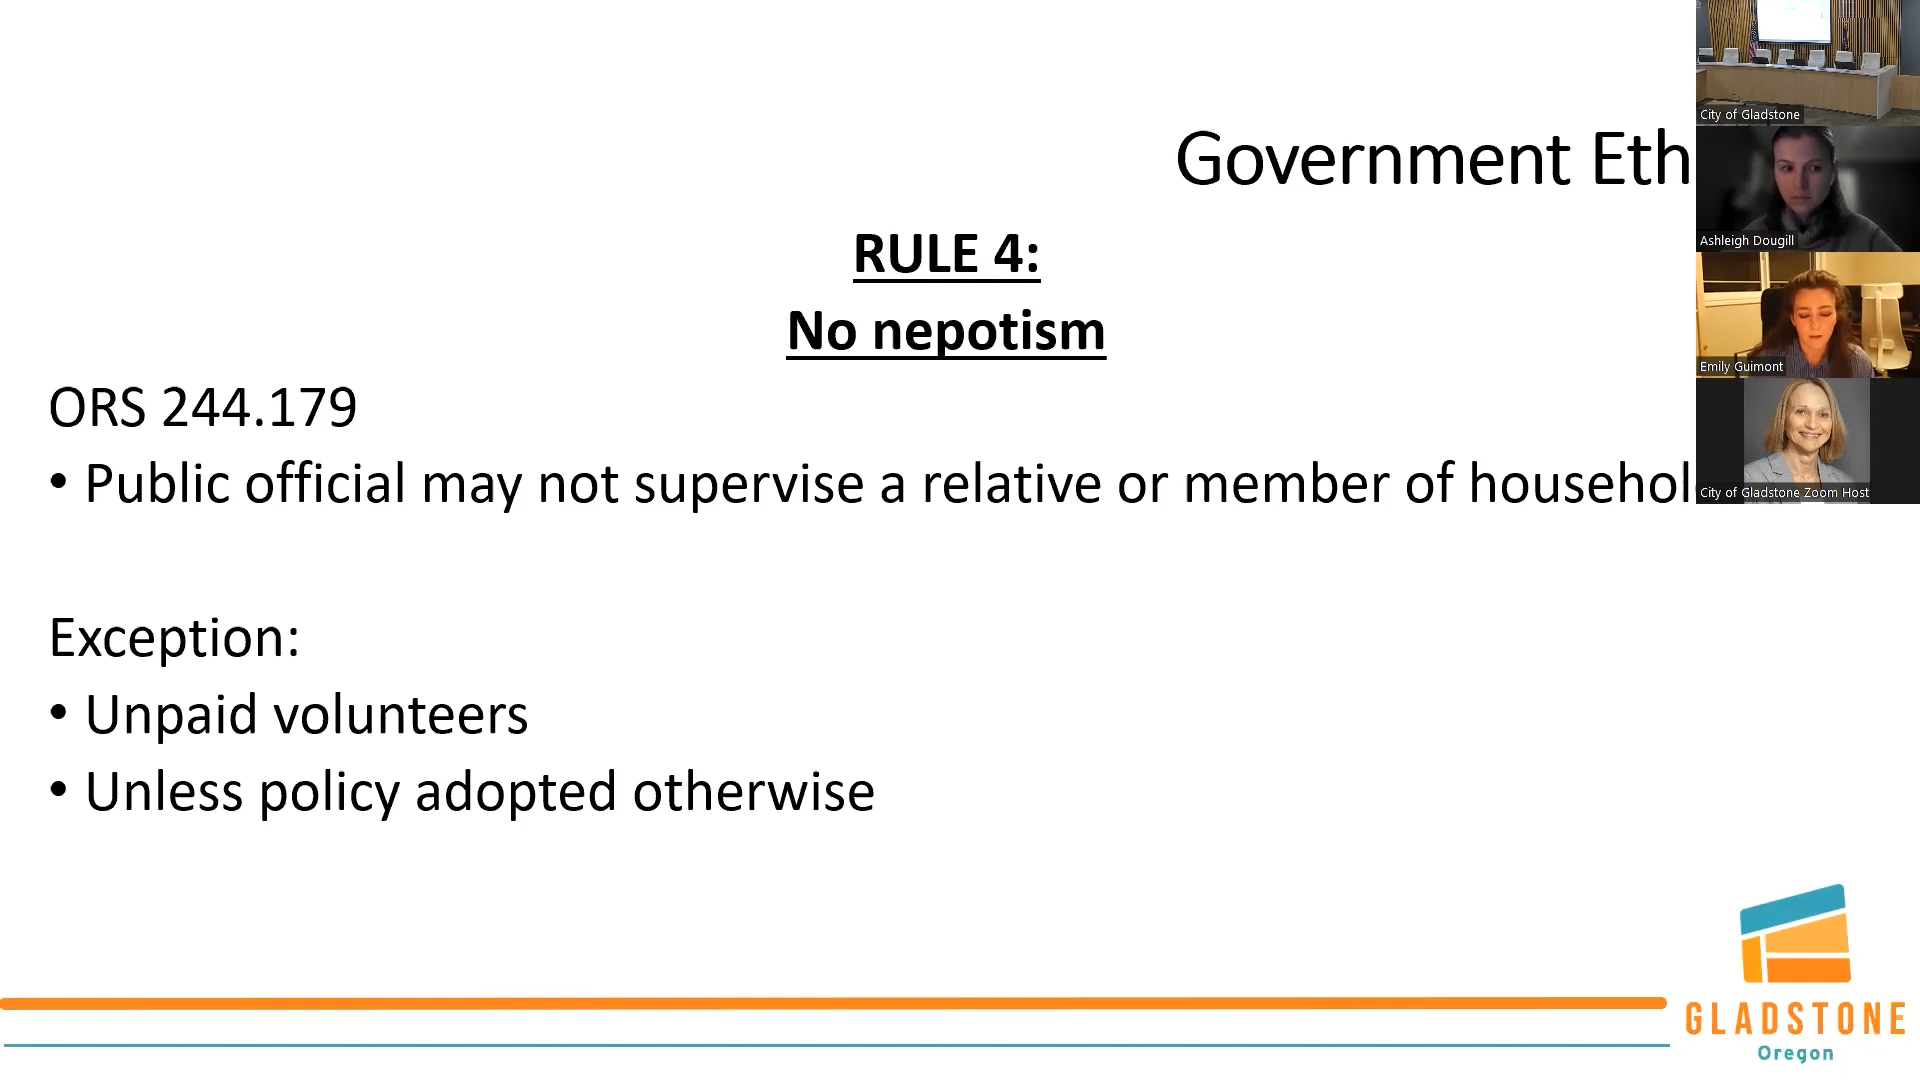 Government Eth
RULE 4:
No nepotism
ORS 244.179
• Public official may not supervise a relative or member of househol
Exception:
• Unpaid volunteers
• Unless policy adopted otherwise
City of Gladstone
Ashleigh Dougill
Emily Guimont
City of Gladstone Zoom Host
GLADSTONE
Oregon